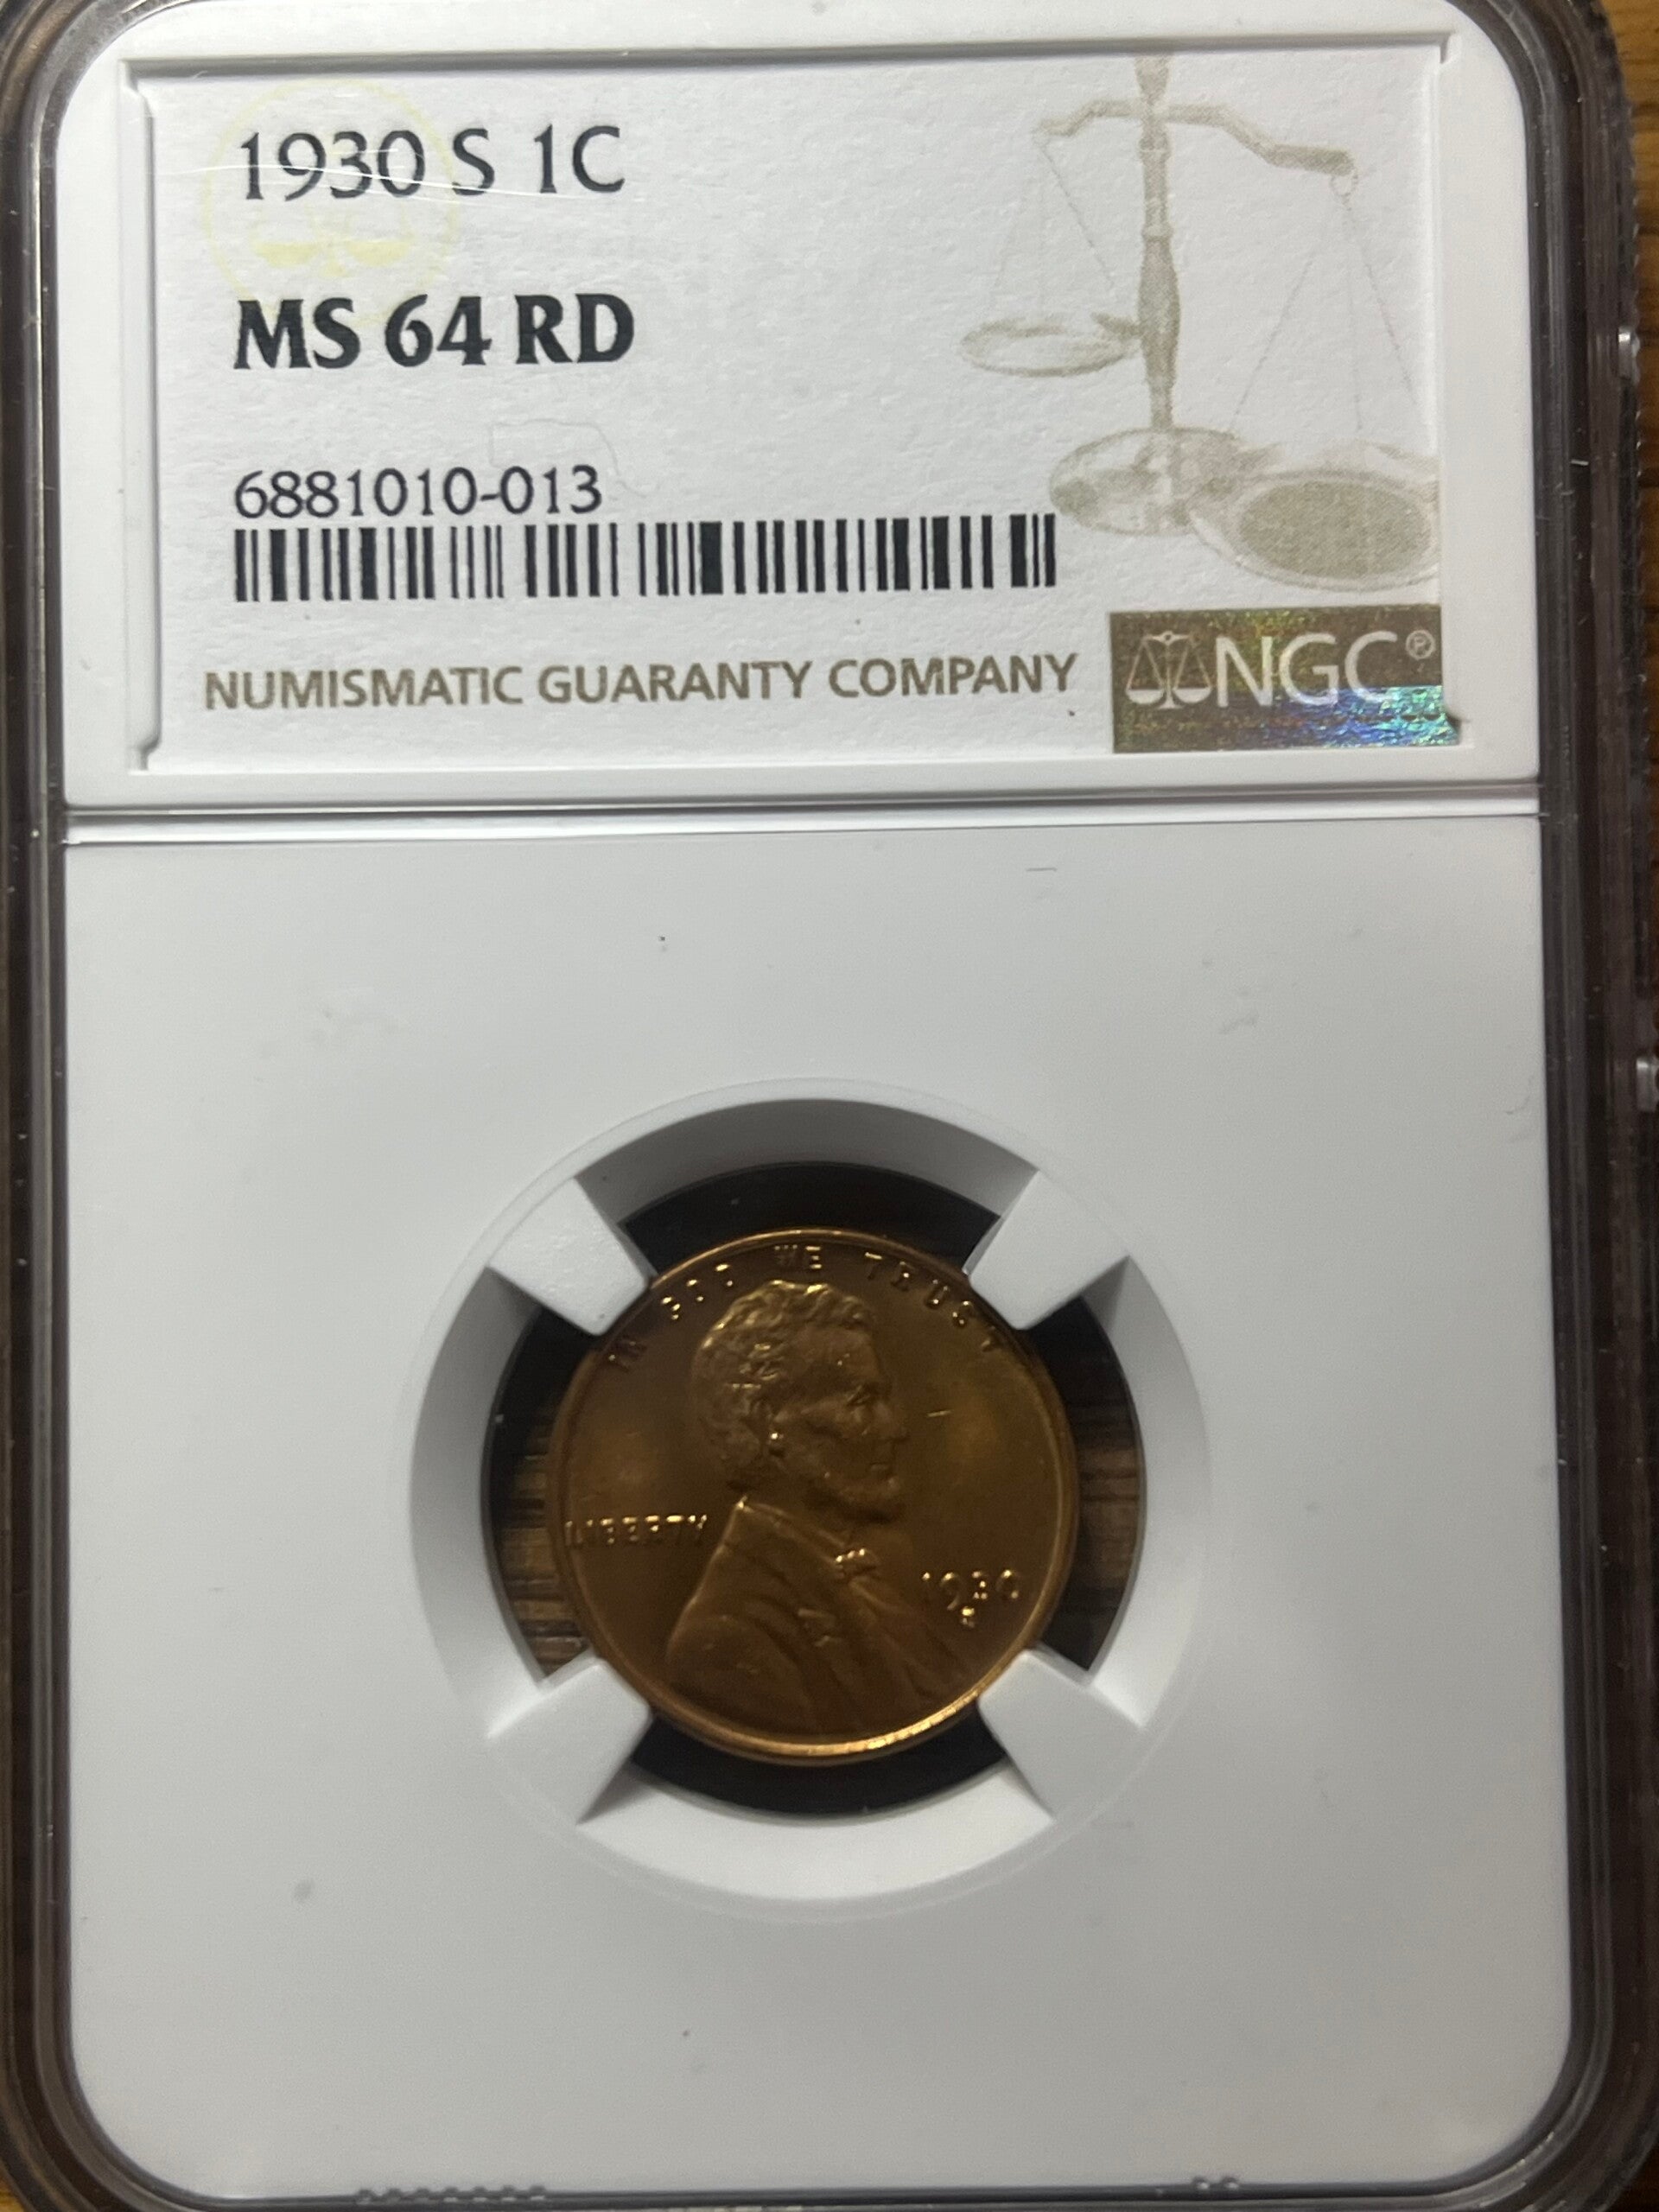 1930 S 1C
MS 64 RD
6881010-013
NUMISMATIC GUARANTY COMPANY
NGC®
IN GOD WE TRUST
LIBERTY
1930
S